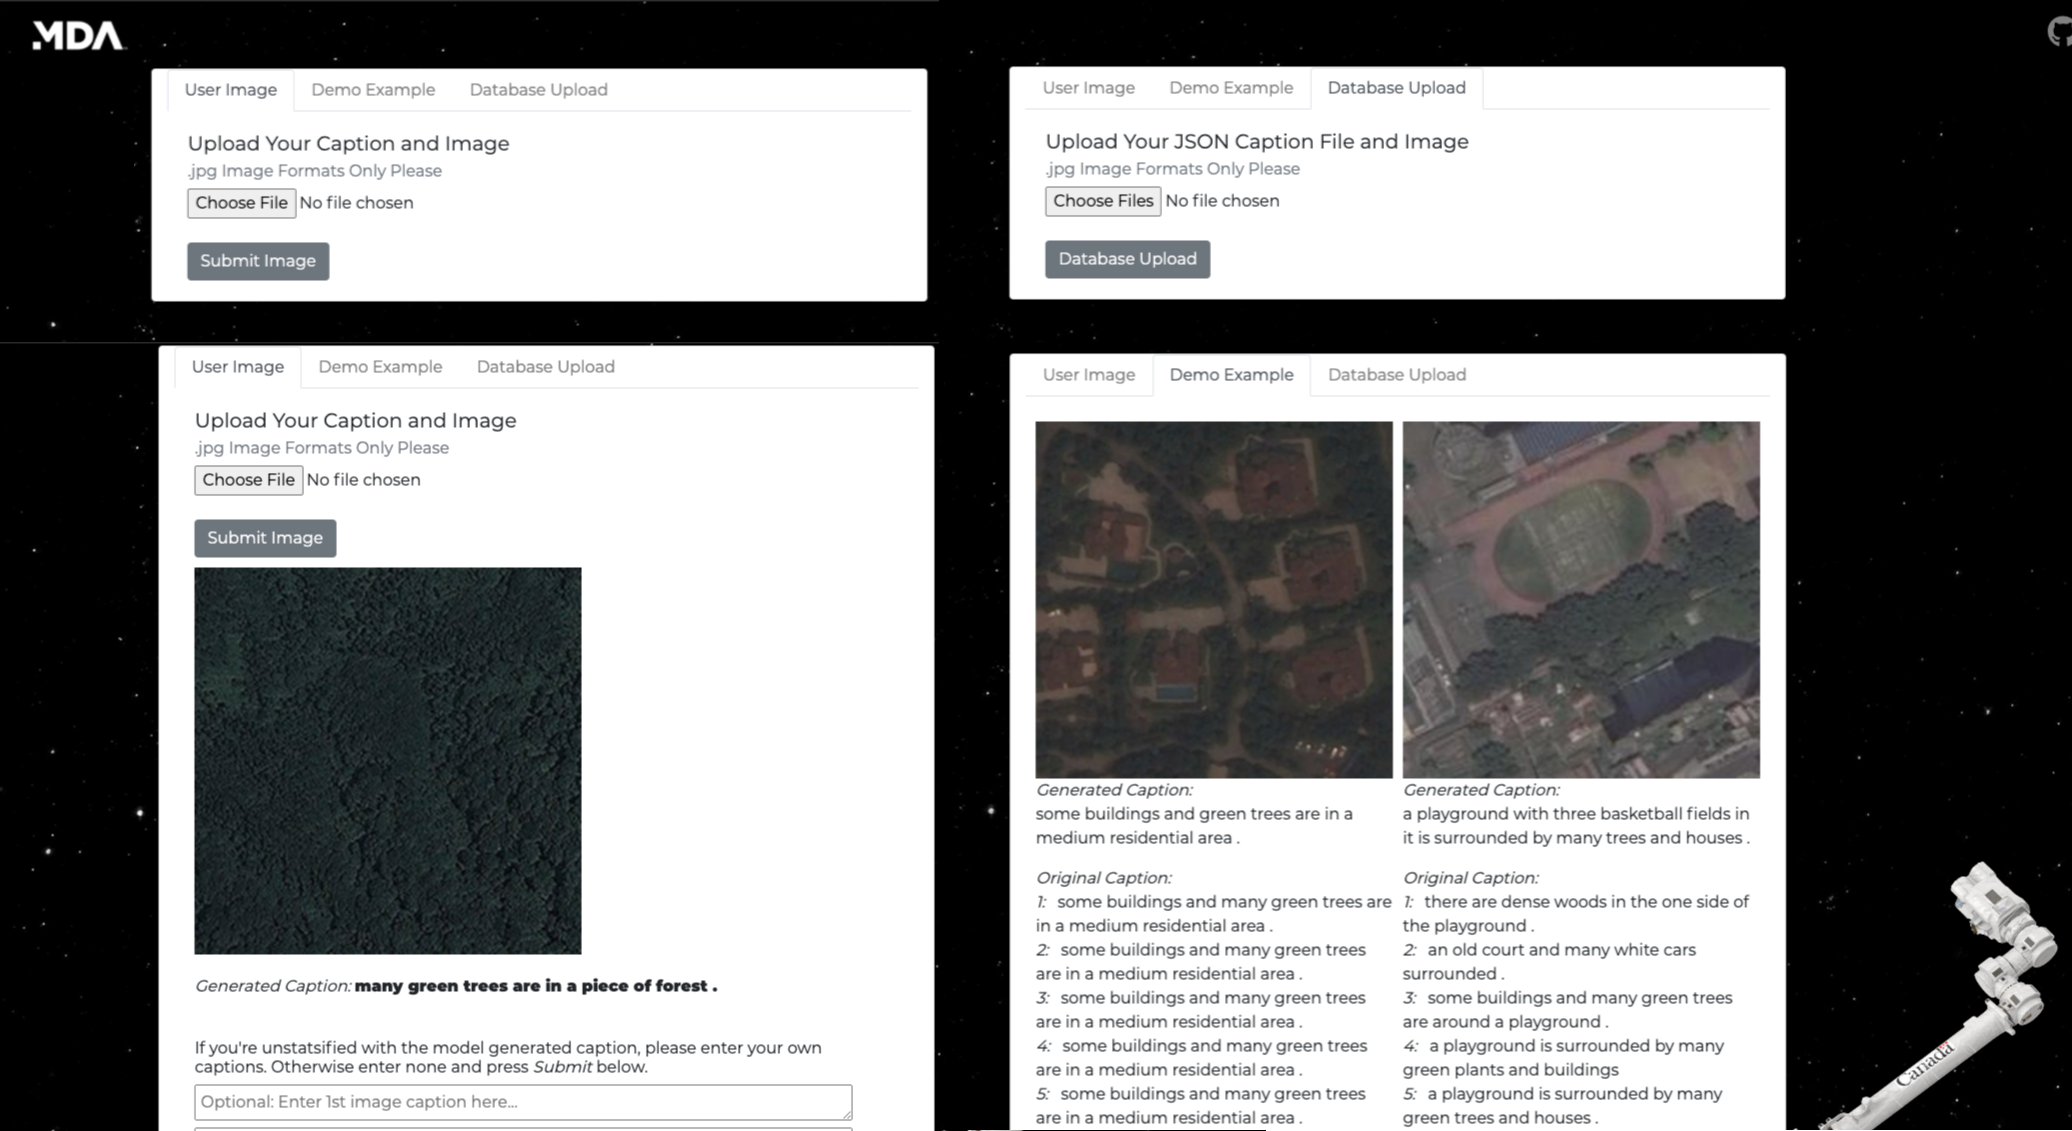 MDA
User Image Demo Example Database Upload
Upload Your Caption and Image
.jpg Image Formats Only Please
Choose File No file chosen
Submit Image
User Image Demo Example Database Upload
Upload Your JSON Caption File and Image
.jpg Image Formats Only Please
Choose Files No file chosen
Database Upload
User Image Demo Example Database Upload
Upload Your Caption and Image
.jpg Image Formats Only Please
Choose File No file chosen
Submit Image
Generated Caption: many green trees are in a piece of forest .
If you're unstatsified with the model generated caption, please enter your own
captions. Otherwise enter none and press Submit below.
Optional: Enter 1st image caption here...
User Image Demo Example Database Upload
Generated Caption:
some buildings and green trees are in a
medium residential area .
Original Caption:
1: some buildings and many green trees are
in a medium residential area .
2: some buildings and many green trees
are in a medium residential area .
3: some buildings and many green trees
are in a medium residential area .
4: some buildings and many green trees
are in a medium residential area .
5: some buildings and many green trees
are in a medium residential area .
Generated Caption:
a playground with three basketball fields in
it is surrounded by many trees and houses .
Original Caption:
1: there are dense woods in the one side of
the playground .
2: an old court and many white cars
surrounded .
3: some buildings and many green trees
are around a playground .
4: a playground is surrounded by many
green plants and buildings
5: a playground is surrounded by many
green trees and houses .
Canada